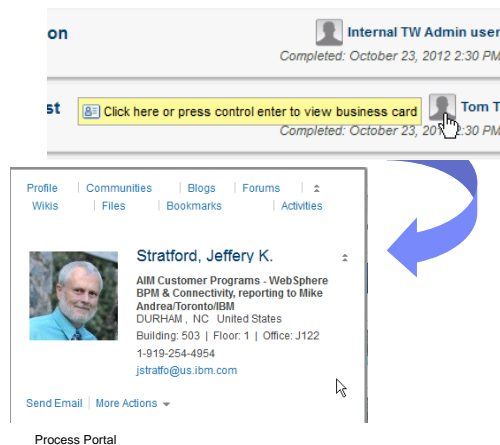 on
Internal TW Admin user
Completed: October 23, 2012 2:30 PM
st
Click here or press control enter to view business card
Tom T
Completed: October 23, 2012 2:30 PM
Profile | Communities | Blogs | Forums |
Wikis | Files | Bookmarks | Activities
Stratford, Jeffery K.
AIM Customer Programs - WebSphere
BPM & Connectivity, reporting to Mike
Andrea/Toronto/IBM
DURHAM , NC United States
Building: 503 | Floor: 1 | Office: J122
1-919-254-4954
jstratfo@us.ibm.com
Send Email | More Actions
Process Portal